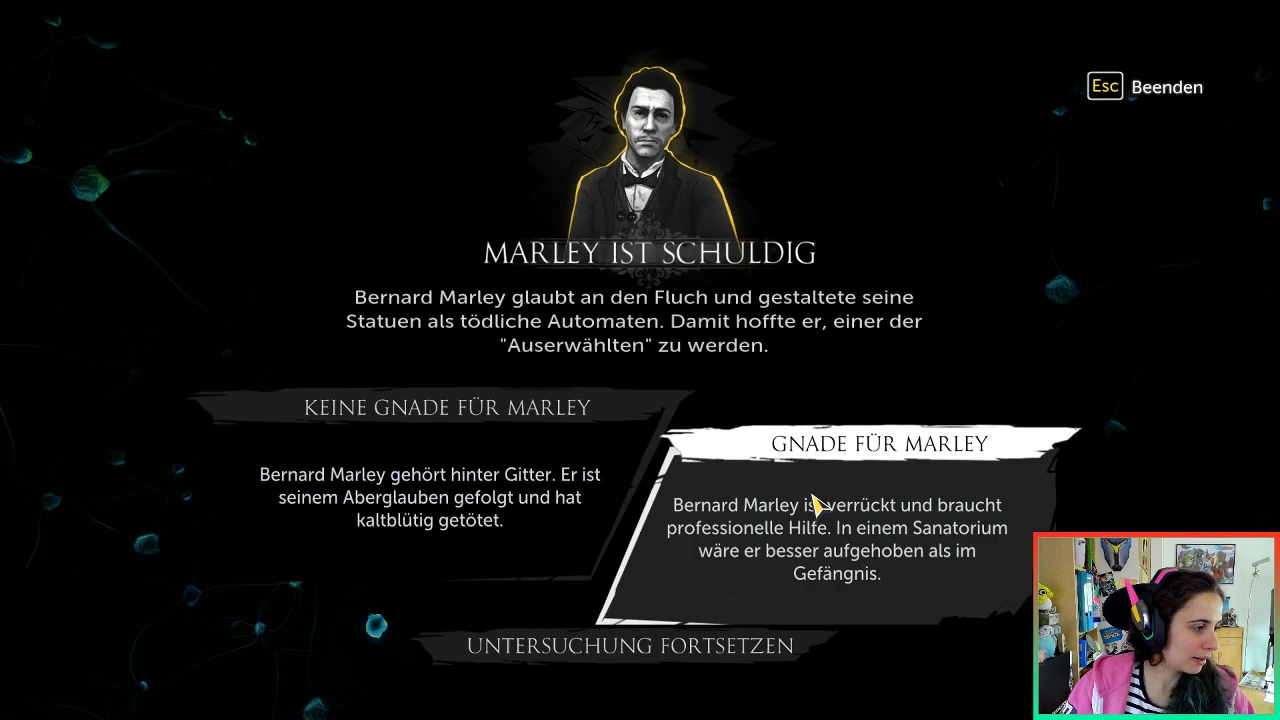 Esc Beenden
MARLEY IST SCHULDIG
Bernard Marley glaubt an den Fluch und gestaltete seine
Statuen als tödliche Automaten. Damit hoffte er, einer der
"Auserwählten" zu werden.
KEINE GNADE FÜR MARLEY
Bernard Marley gehört hinter Gitter. Er ist
seinem Aberglauben gefolgt und hat
kaltblütig getötet.
GNADE FÜR MARLEY
Bernard Marley ist verrückt und braucht
professionelle Hilfe. In einem Sanatorium
wäre er besser aufgehoben als im
Gefängnis.
UNTERSUCHUNG FORTSETZEN